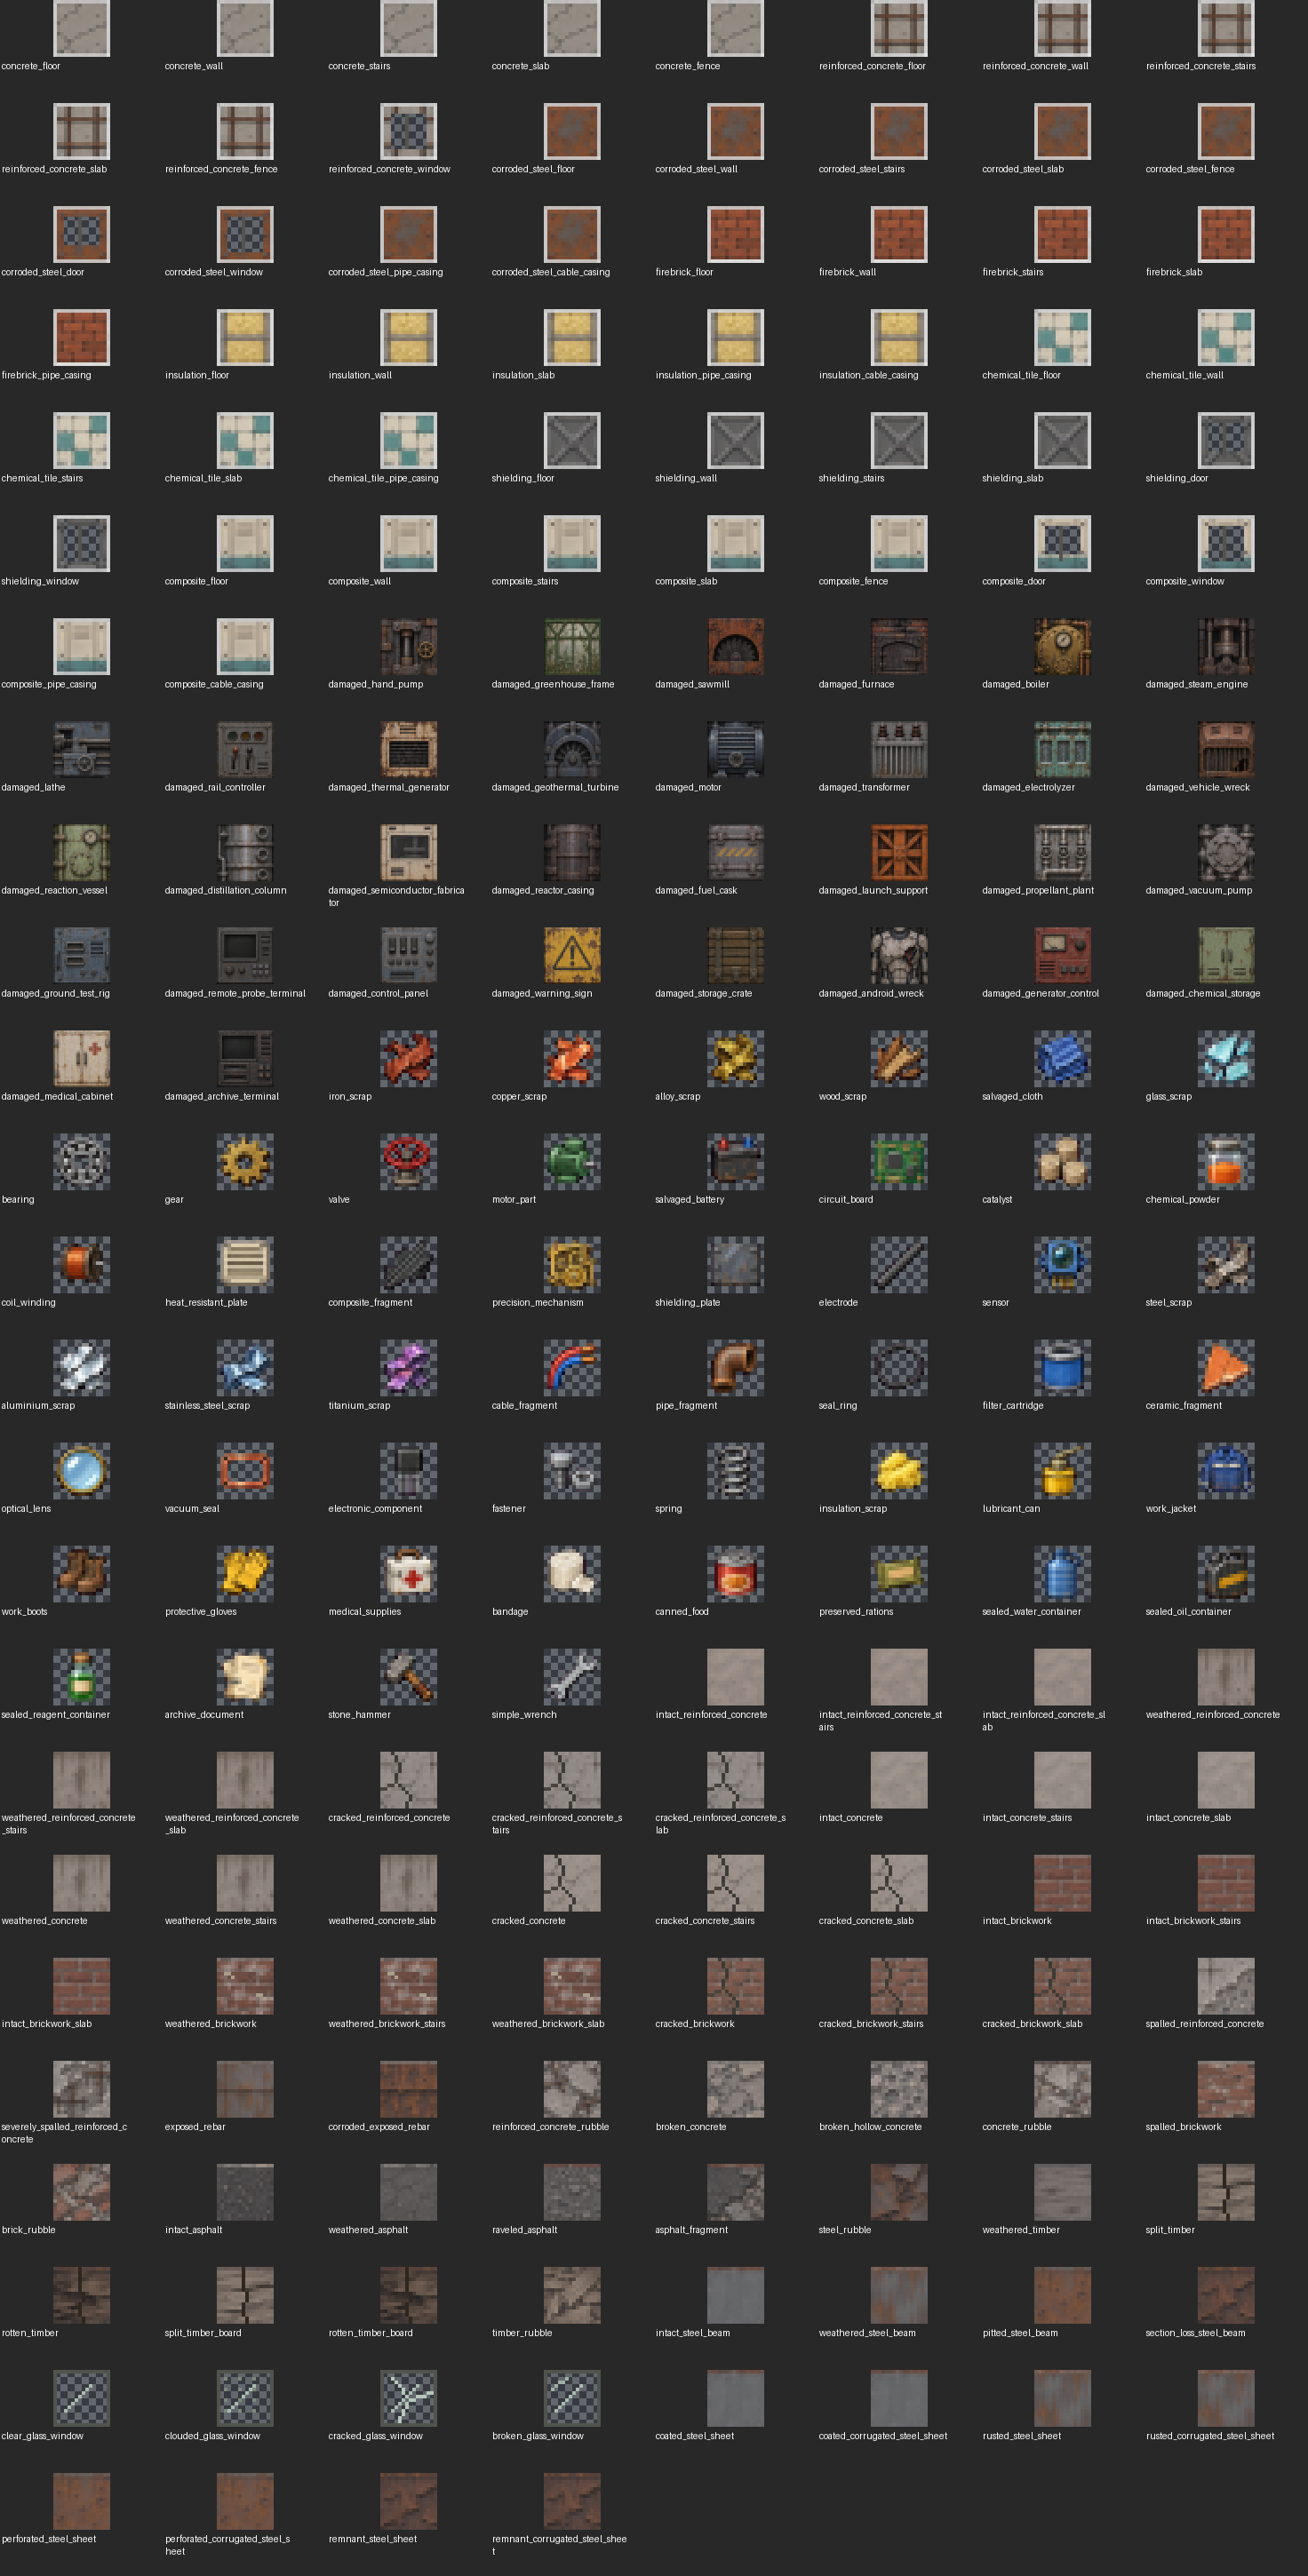 concrete_floor concrete_wall concrete_stairs concrete_slab concrete_fence reinforced_concrete_floor reinforced_concrete_wall reinforced_concrete_stairs
reinforced_concrete_slab reinforced_concrete_fence reinforced_concrete_window corroded_steel_floor corroded_steel_wall corroded_steel_stairs corroded_steel_slab corroded_steel_fence
corroded_steel_door corroded_steel_window corroded_steel_pipe_casing corroded_steel_cable_casing firebrick_floor firebrick_wall firebrick_stairs firebrick_slab
firebrick_pipe_casing insulation_floor insulation_wall insulation_slab insulation_pipe_casing insulation_cable_casing chemical_tile_floor chemical_tile_wall
chemical_tile_stairs chemical_tile_slab chemical_tile_pipe_casing shielding_floor shielding_wall shielding_stairs shielding_slab shielding_door
shielding_window composite_floor composite_wall composite_stairs composite_slab composite_fence composite_door composite_window
composite_pipe_casing composite_cable_casing damaged_hand_pump damaged_greenhouse_frame damaged_sawmill damaged_furnace damaged_boiler damaged_steam_engine
damaged_lathe damaged_rail_controller damaged_thermal_generator damaged_geothermal_turbine damaged_motor damaged_transformer damaged_electrolyzer damaged_vehicle_wreck
damaged_reaction_vessel damaged_distillation_column damaged_semiconductor_fabrica damaged_reactor_casing damaged_fuel_cask damaged_launch_support damaged_propellant_plant damaged_vacuum_pump
tor
damaged_ground_test_rig damaged_remote_probe_terminal damaged_control_panel damaged_warning_sign damaged_storage_crate damaged_android_wreck damaged_generator_control damaged_chemical_storage
damaged_medical_cabinet damaged_archive_terminal iron_scrap copper_scrap alloy_scrap wood_scrap salvaged_cloth glass_scrap
bearing gear valve motor_part salvaged_battery circuit_board catalyst chemical_powder
coil_winding heat_resistant_plate composite_fragment precision_mechanism shielding_plate electrode sensor steel_scrap
aluminium_scrap stainless_steel_scrap titanium_scrap cable_fragment pipe_fragment seal_ring filter_cartridge ceramic_fragment
optical_lens vacuum_seal electronic_component fastener spring insulation_scrap lubricant_can work_jacket
work_boots protective_gloves medical_supplies bandage canned_food preserved_rations sealed_water_container sealed_oil_container
sealed_reagent_container archive_document stone_hammer simple_wrench intact_reinforced_concrete intact_reinforced_concrete_st intact_reinforced_concrete_sl weathered_reinforced_concrete
airs ab
weathered_reinforced_concrete weathered_reinforced_concrete cracked_reinforced_concrete cracked_reinforced_concrete_s cracked_reinforced_concrete_s intact_concrete intact_concrete_stairs intact_concrete_slab
_stairs _slab tairs lab
weathered_concrete weathered_concrete_stairs weathered_concrete_slab cracked_concrete cracked_concrete_stairs cracked_concrete_slab intact_brickwork intact_brickwork_stairs
intact_brickwork_slab weathered_brickwork weathered_brickwork_stairs weathered_brickwork_slab cracked_brickwork cracked_brickwork_stairs cracked_brickwork_slab spalled_reinforced_concrete
severely_spalled_reinforced_c exposed_rebar corroded_exposed_rebar reinforced_concrete_rubble broken_concrete broken_hollow_concrete concrete_rubble spalled_brickwork
oncrete
brick_rubble intact_asphalt weathered_asphalt raveled_asphalt asphalt_fragment steel_rubble weathered_timber split_timber
rotten_timber split_timber_board rotten_timber_board timber_rubble intact_steel_beam weathered_steel_beam pitted_steel_beam section_loss_steel_beam
clear_glass_window clouded_glass_window cracked_glass_window broken_glass_window coated_steel_sheet coated_corrugated_steel_sheet rusted_steel_sheet rusted_corrugated_steel_sheet
perforated_steel_sheet perforated_corrugated_steel_s remnant_steel_sheet remnant_corrugated_steel_shee
heet t